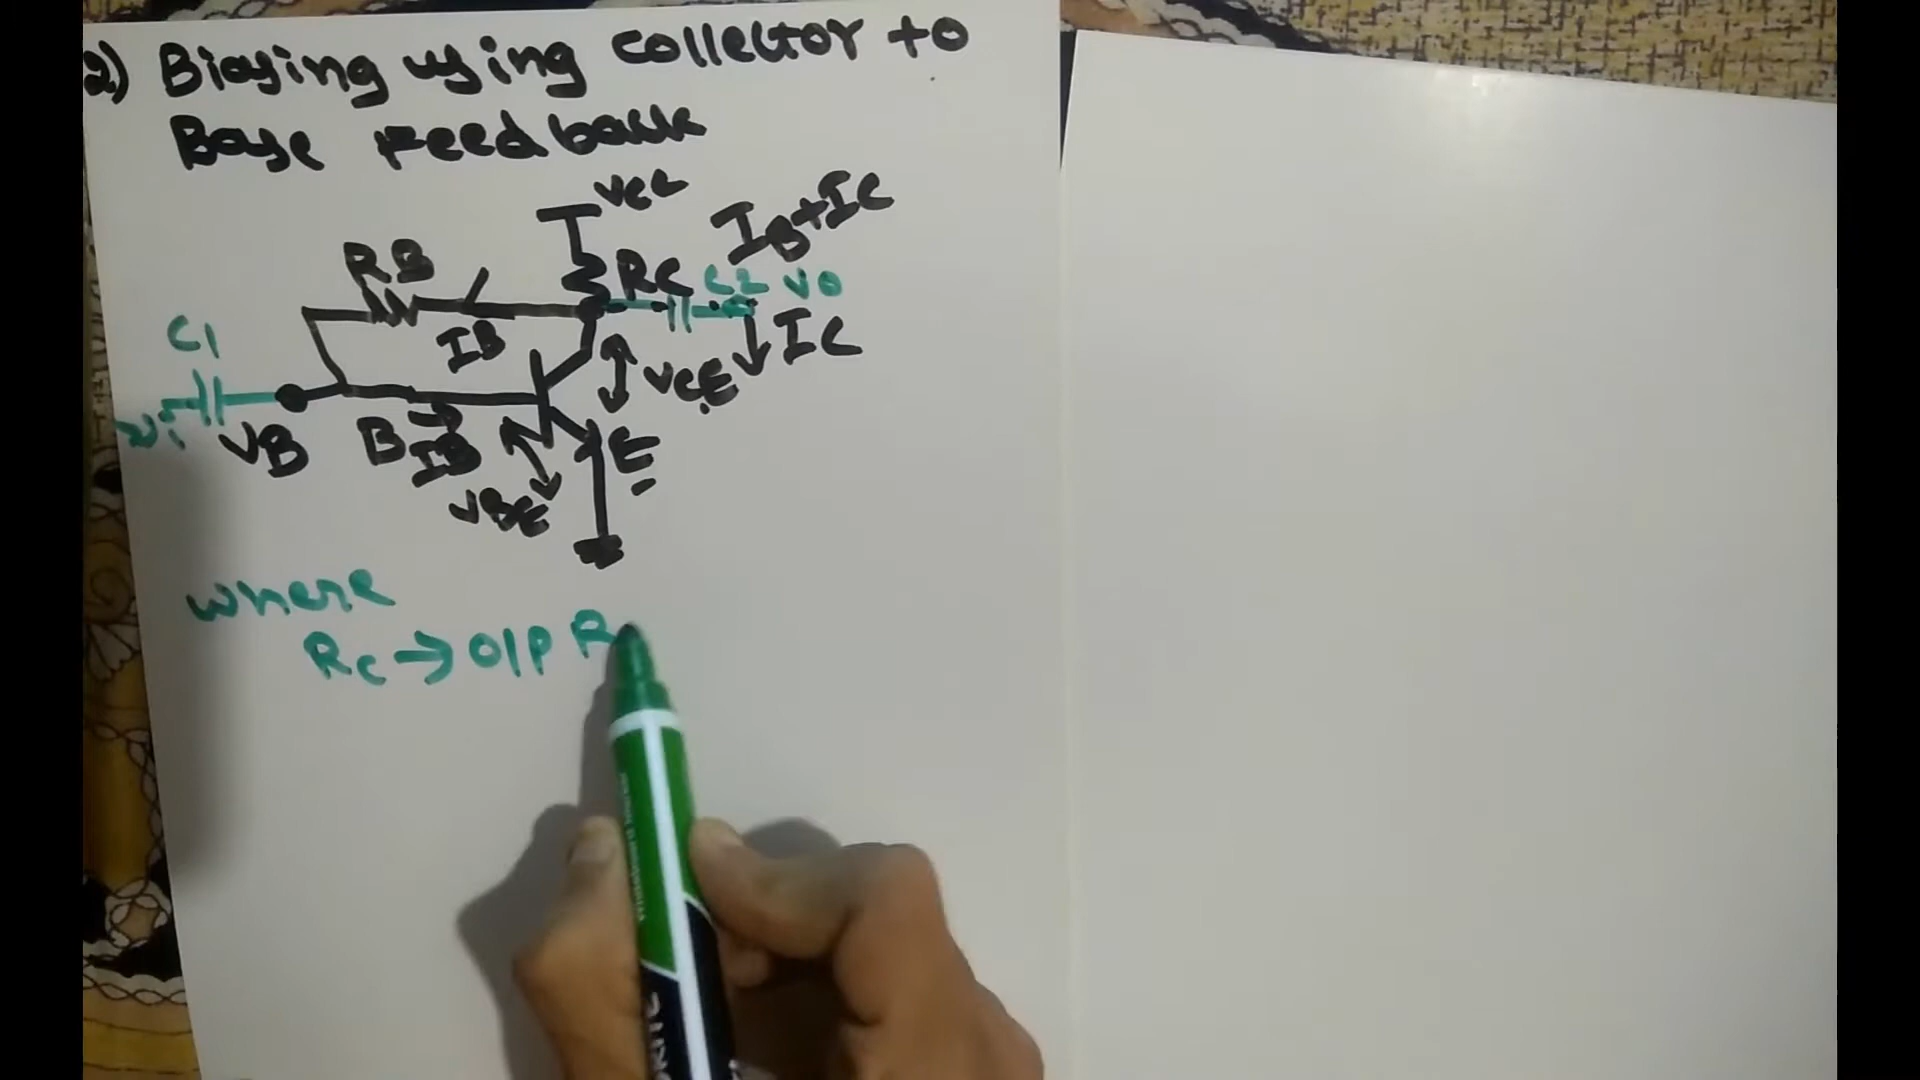 2) Biasing using collector to
Base Feedback
VCC
IB+IC
RB
RC
C2
VO
C1
IB
IC
VCE
Vi
VB
B
IB
E
VBE
where
RC → O/P R